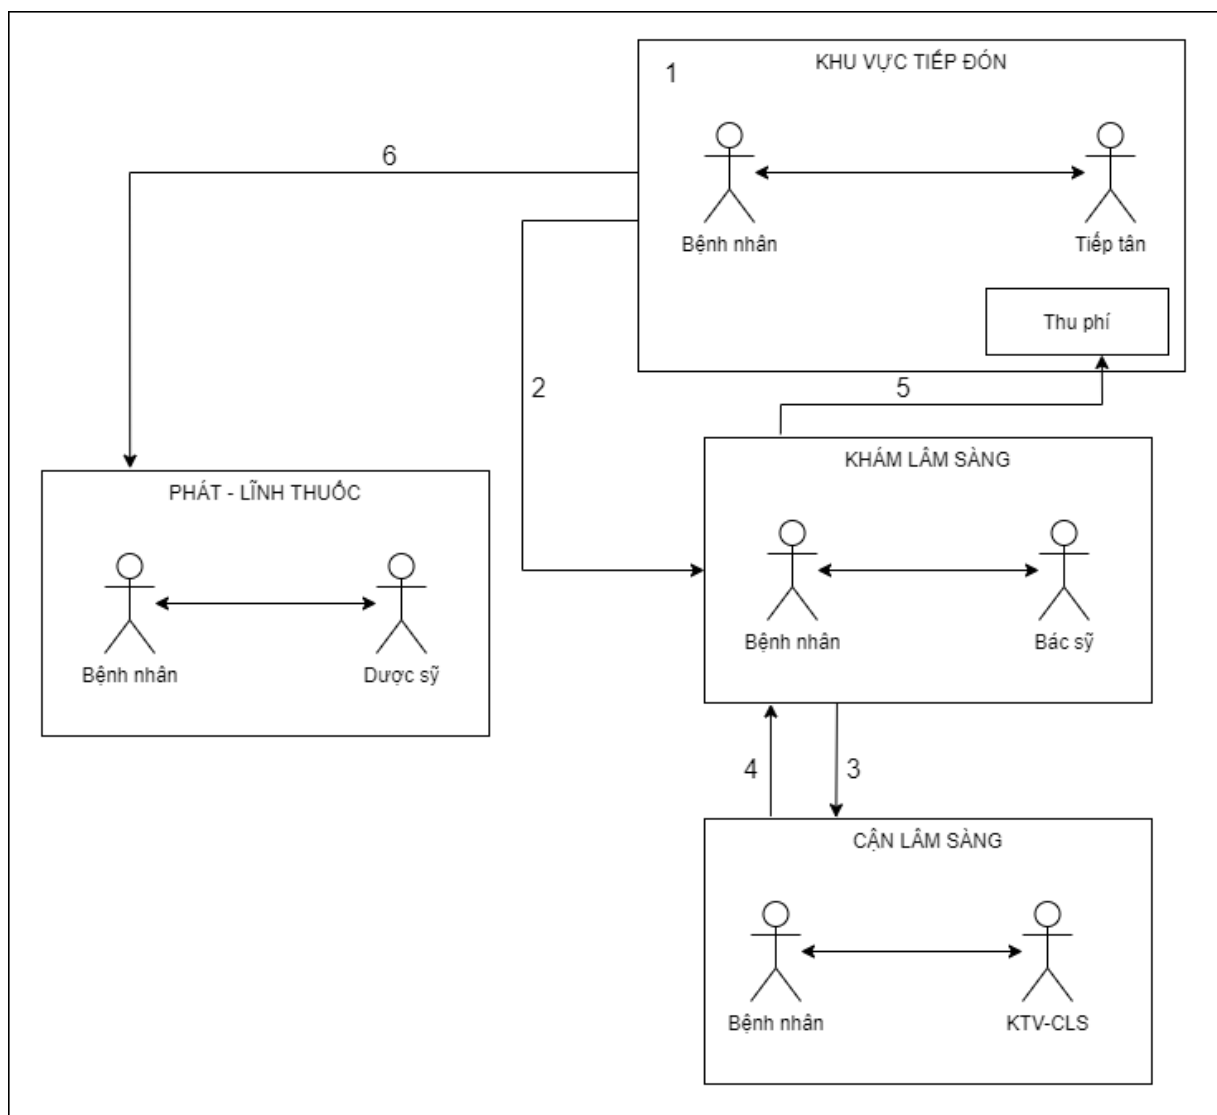 KHU VỰC TIẾP ĐÓN
1
6
Bệnh nhân
Tiếp tân
Thu phí
2
5
KHÁM LÂM SÀNG
PHÁT - LĨNH THUỐC
Bệnh nhân
Bác sỹ
Bệnh nhân
Dược sỹ
4
3
CẬN LÂM SÀNG
Bệnh nhân
KTV-CLS